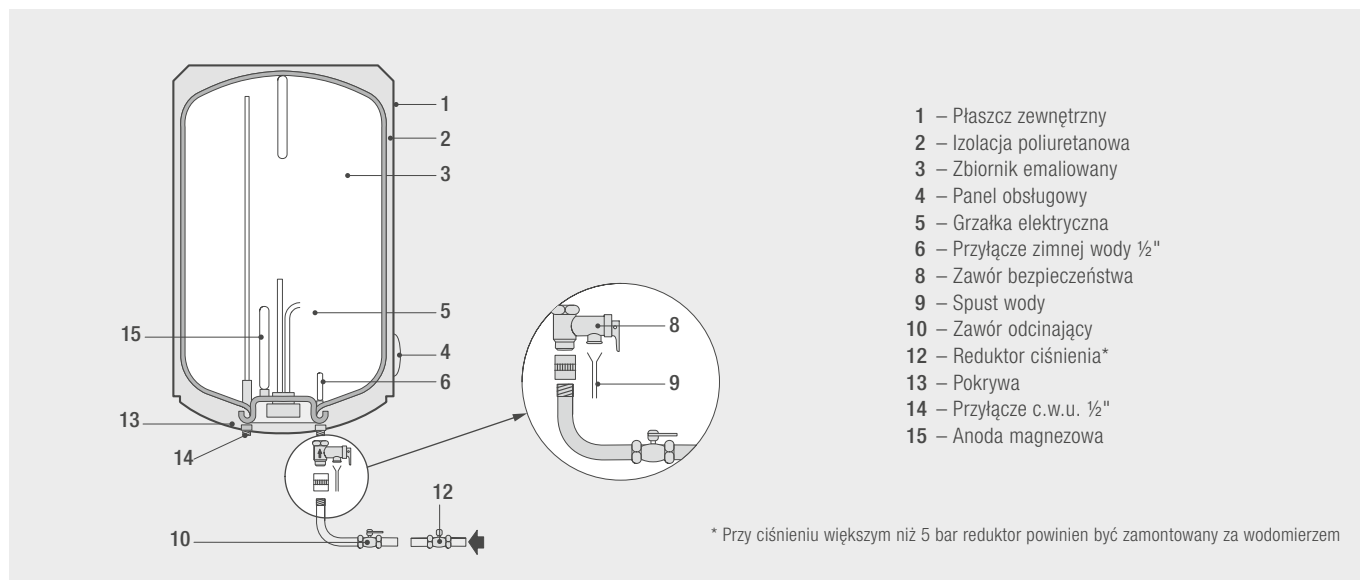 1
2
3
5
15
4
6
8
9
13
14
12
10
1 – Płaszcz zewnętrzny
2 – Izolacja poliuretanowa
3 – Zbiornik emaliowany
4 – Panel obsługowy
5 – Grzałka elektryczna
6 – Przyłącze zimnej wody ½"
8 – Zawór bezpieczeństwa
9 – Spust wody
10 – Zawór odcinający
12 – Reduktor ciśnienia*
13 – Pokrywa
14 – Przyłącze c.w.u. ½"
15 – Anoda magnezowa
* Przy ciśnieniu większym niż 5 bar reduktor powinien być zamontowany za wodomierzem